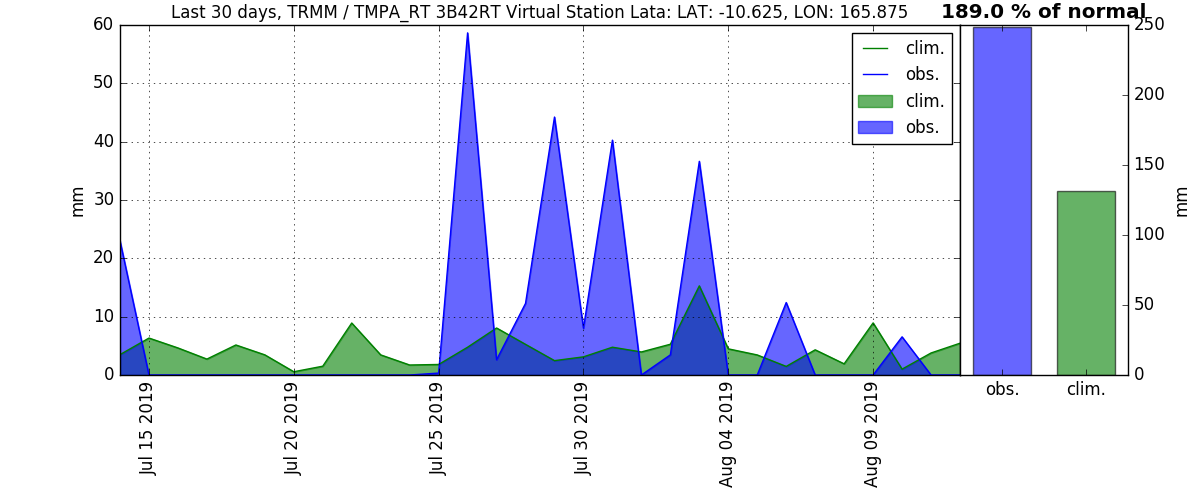 Last 30 days, TRMM / TMPA_RT 3B42RT Virtual Station Lata: LAT: -10.625, LON: 165.875
189.0 % of normal
60
50
40
30
20
10
0
mm
clim.
obs.
clim.
obs.
Jul 15 2019
Jul 20 2019
Jul 25 2019
Jul 30 2019
Aug 04 2019
Aug 09 2019
250
200
150
100
50
0
mm
obs.
clim.